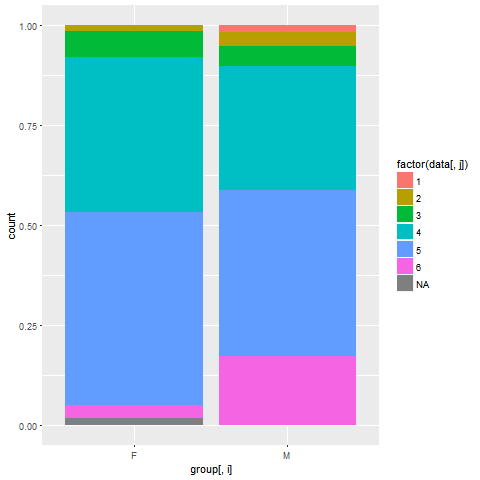 1.00
0.75
0.50
0.25
0.00
count
F
M
group[, i]
factor(data[, j])
1
2
3
4
5
6
NA